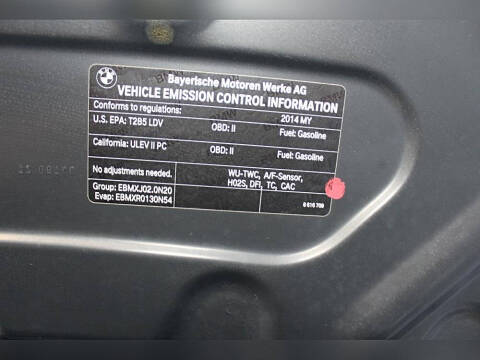 BMW
Bayerische Motoren Werke AG
VEHICLE EMISSION CONTROL INFORMATION
Conforms to regulations: 2014 MY
U.S. EPA: T2B5 LDV OBD: II Fuel: Gasoline
California: ULEV II PC OBD: II Fuel: Gasoline
No adjustments needed. WU-TWC, A/F-Sensor,
HO2S, DFI, TC, CAC
Group: EBMXJ02.0N20
Evap: EBMXR0130N54